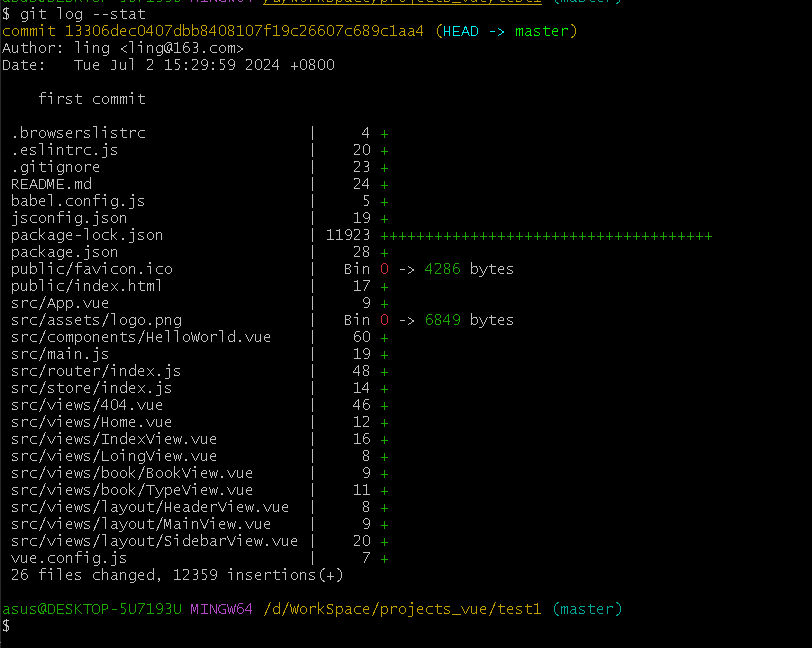 asus@DESKTOP-5U7193U MINGW64 /d/WorkSpace/projects_vue/test1 (master)
$ git log --stat
commit 13306dec0407dbb8408107f19c26607c689c1aa4 (HEAD -> master)
Author: ling <ling@163.com>
Date:   Tue Jul 2 15:29:59 2024 +0800

    first commit

 .browserslistrc                  |     4 +
 .eslintrc.js                     |    20 +
 .gitignore                       |    23 +
 README.md                        |    24 +
 babel.config.js                  |     5 +
 jsconfig.json                    |    19 +
 package-lock.json                | 11923 +++++++++++++++++++++++++++++++++++++
 package.json                     |    28 +
 public/favicon.ico               |   Bin 0 -> 4286 bytes
 public/index.html                |    17 +
 src/App.vue                      |     9 +
 src/assets/logo.png              |   Bin 0 -> 6849 bytes
 src/components/HelloWorld.vue    |    60 +
 src/main.js                      |    19 +
 src/router/index.js              |    48 +
 src/store/index.js               |    14 +
 src/views/404.vue                |    46 +
 src/views/Home.vue               |    12 +
 src/views/IndexView.vue          |    16 +
 src/views/LoingView.vue          |     8 +
 src/views/book/BookView.vue      |     9 +
 src/views/book/TypeView.vue      |    11 +
 src/views/layout/HeaderView.vue  |     8 +
 src/views/layout/MainView.vue    |     9 +
 src/views/layout/SidebarView.vue |    20 +
 vue.config.js                    |     7 +
 26 files changed, 12359 insertions(+)

asus@DESKTOP-5U7193U MINGW64 /d/WorkSpace/projects_vue/test1 (master)
$